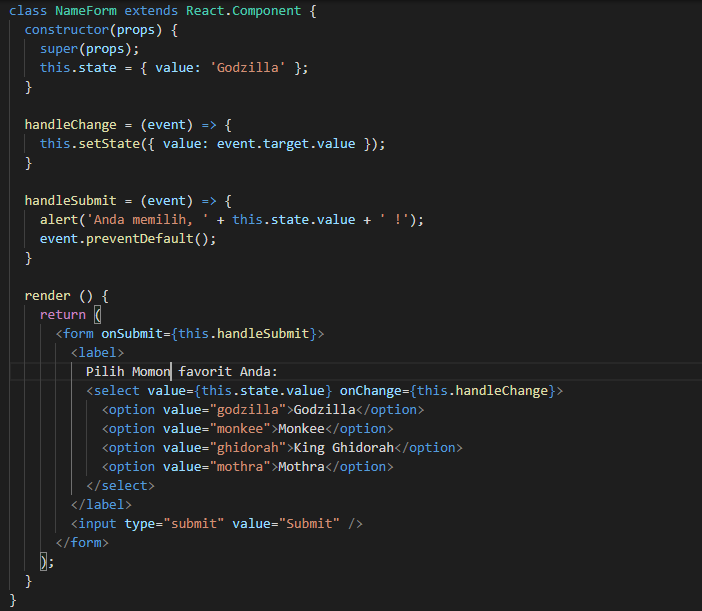 class NameForm extends React.Component {
  constructor(props) {
    super(props);
    this.state = { value: 'Godzilla' };
  }

  handleChange = (event) => {
    this.setState({ value: event.target.value });
  }

  handleSubmit = (event) => {
    alert('Anda memilih, ' + this.state.value + ' !');
    event.preventDefault();
  }

  render () {
    return (
      <form onSubmit={this.handleSubmit}>
        <label>
          Pilih Momon favorit Anda:
          <select value={this.state.value} onChange={this.handleChange}>
            <option value="godzilla">Godzilla</option>
            <option value="monkee">Monkee</option>
            <option value="ghidorah">King Ghidorah</option>
            <option value="mothra">Mothra</option>
          </select>
        </label>
        <input type="submit" value="Submit" />
      </form>
    );
  }
}